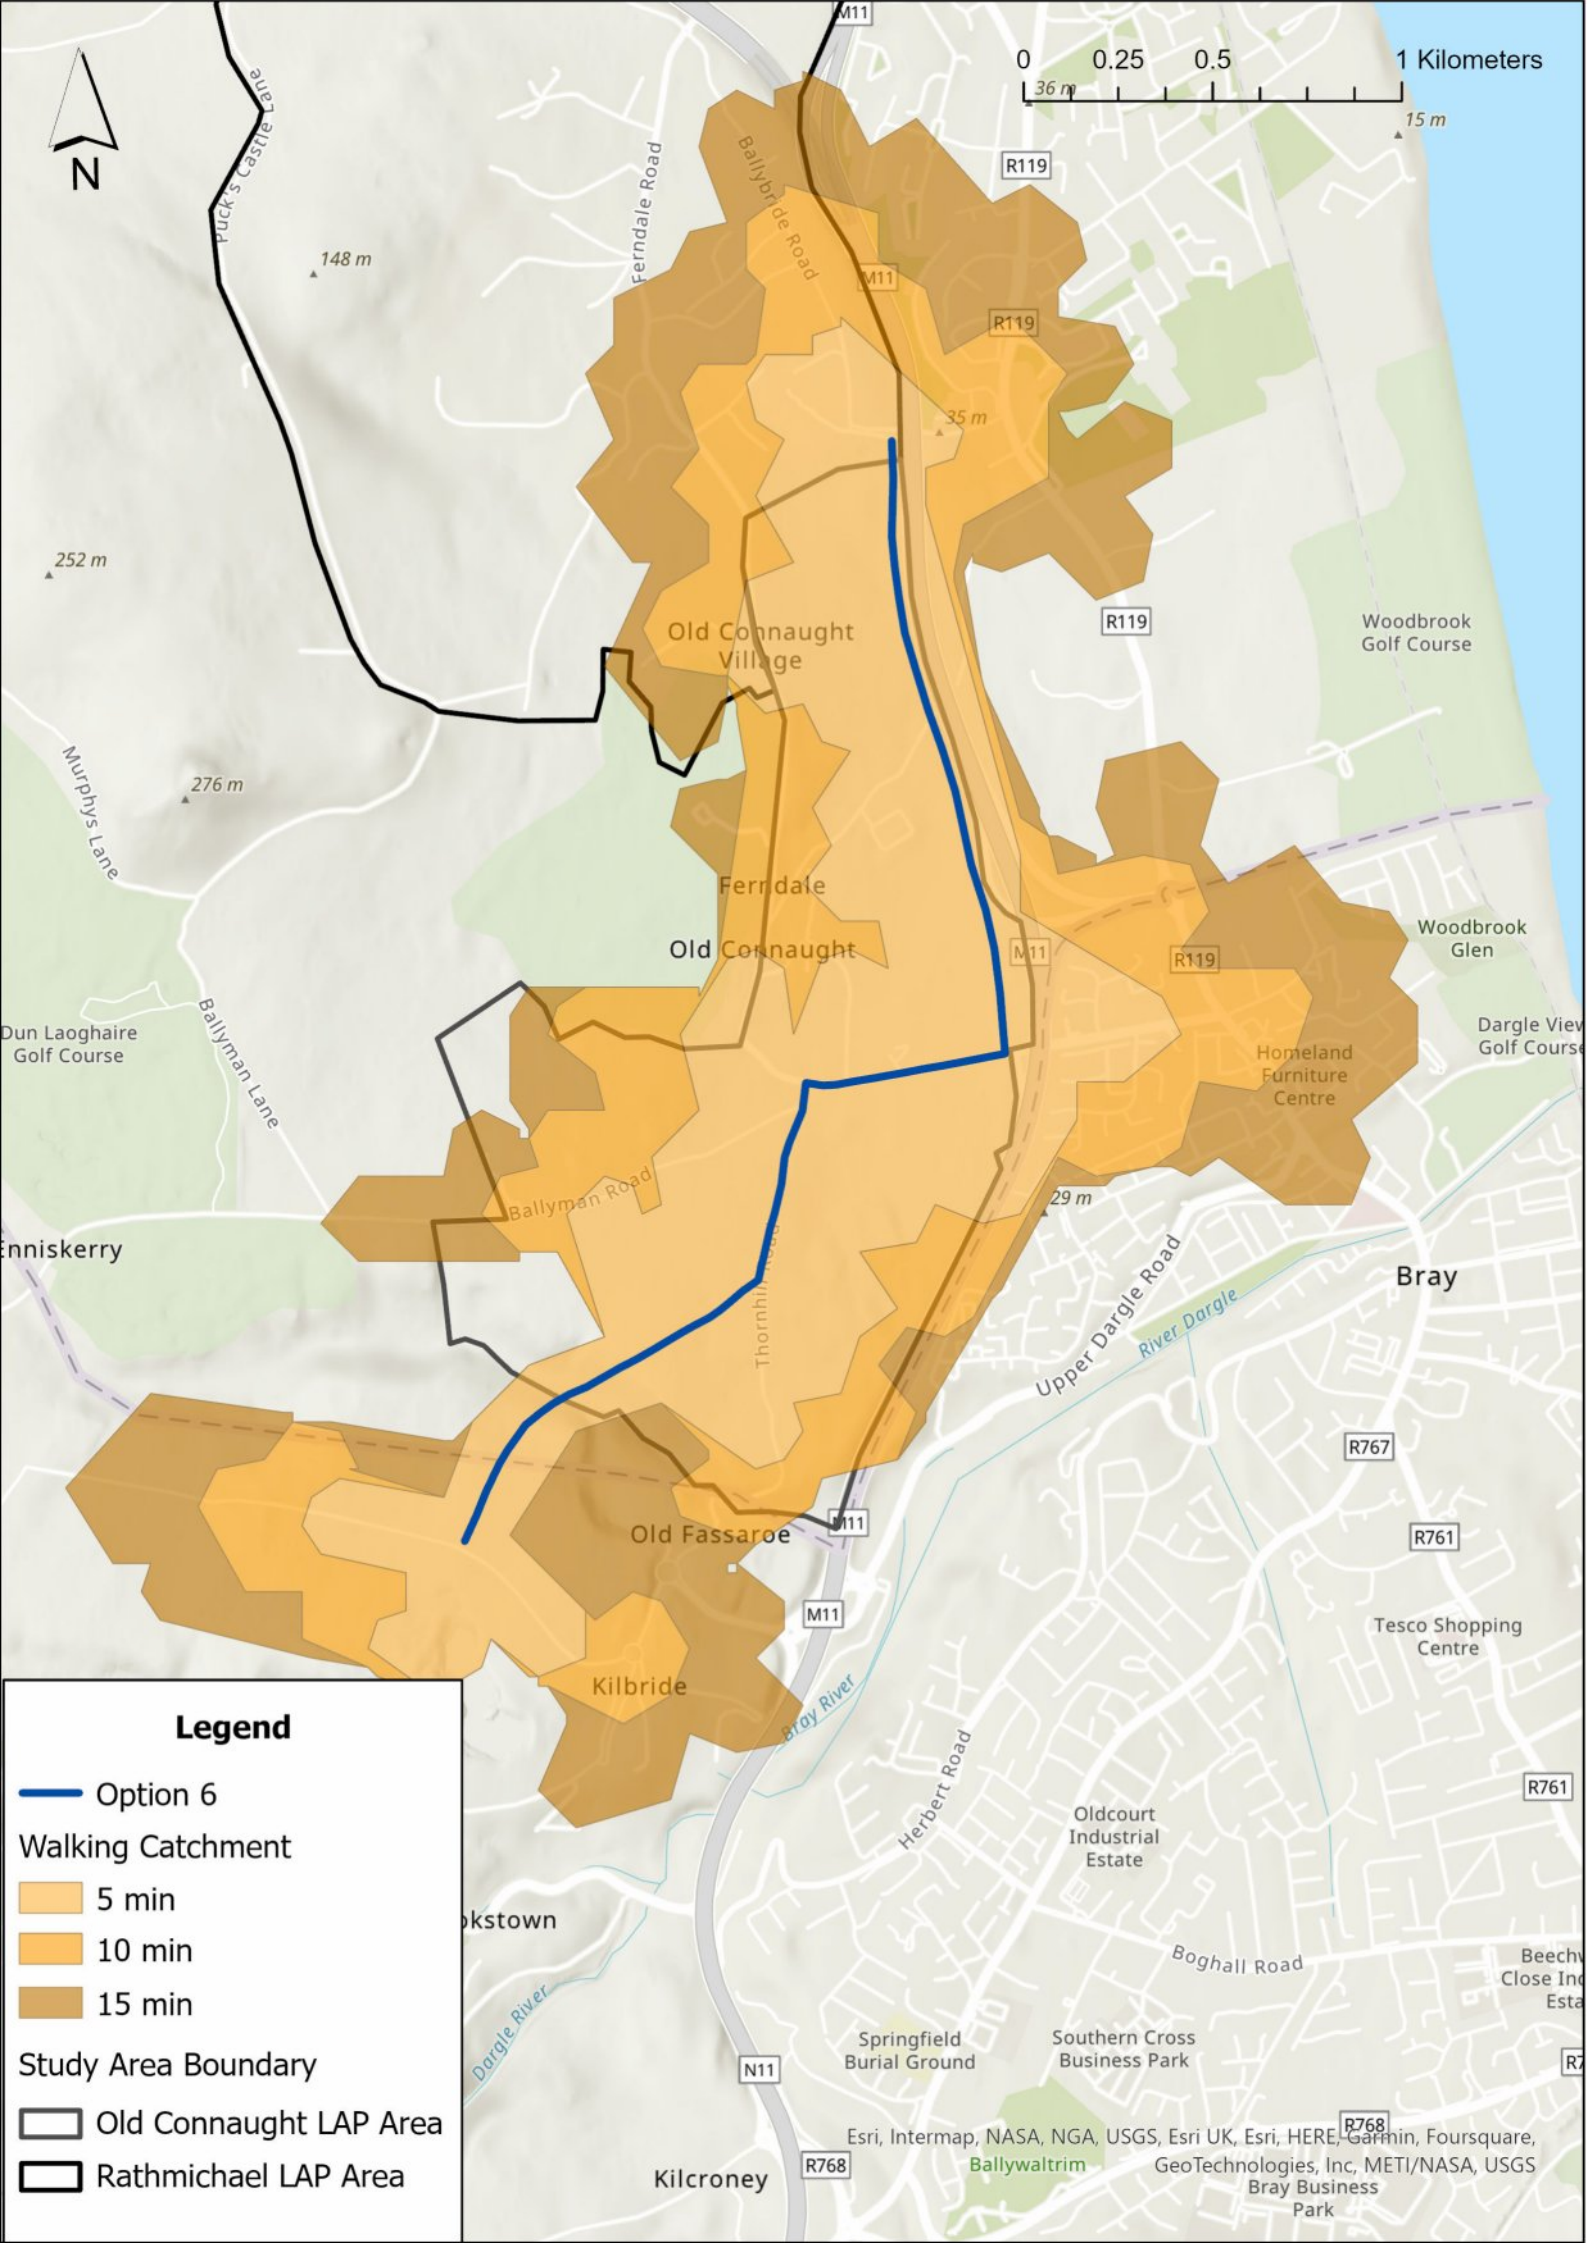 M11
0 0.25 0.5 1 Kilometers
36 m
15 m
N
Puck's Castle Lane
Ferndale Road
Ballybride Road
R119
148 m
M11
R119
35 m
252 m
Old Connaught
Village
R119
Woodbrook
Golf Course
Murphys Lane
276 m
Ferndale
Old Connaught
M11
R119
Woodbrook
Glen
Dun Laoghaire
Golf Course
Ballyman Lane
Dargle View
Golf Course
Homeland
Furniture
Centre
Ballyman Road
29 m
Enniskerry
Thornhill Road
Upper Dargle Road
River Dargle
Bray
R767
Old Fassaroe
M11
R761
M11
Tesco Shopping
Centre
Kilbride
Bray River
Herbert Road
R761
Oldcourt
Industrial
Estate
Legend
Option 6
Walking Catchment
5 min
10 min
15 min
Study Area Boundary
Old Connaught LAP Area
Rathmichael LAP Area
okstown
Dargle River
Boghall Road
Beechw
Close Ind
Esta
Springfield
Burial Ground
Southern Cross
Business Park
N11
R7
R768
Esri, Intermap, NASA, NGA, USGS, Esri UK, Esri, HERE, Garmin, Foursquare,
GeoTechnologies, Inc, METI/NASA, USGS
Ballywaltrim
Kilcroney
R768
Bray Business
Park